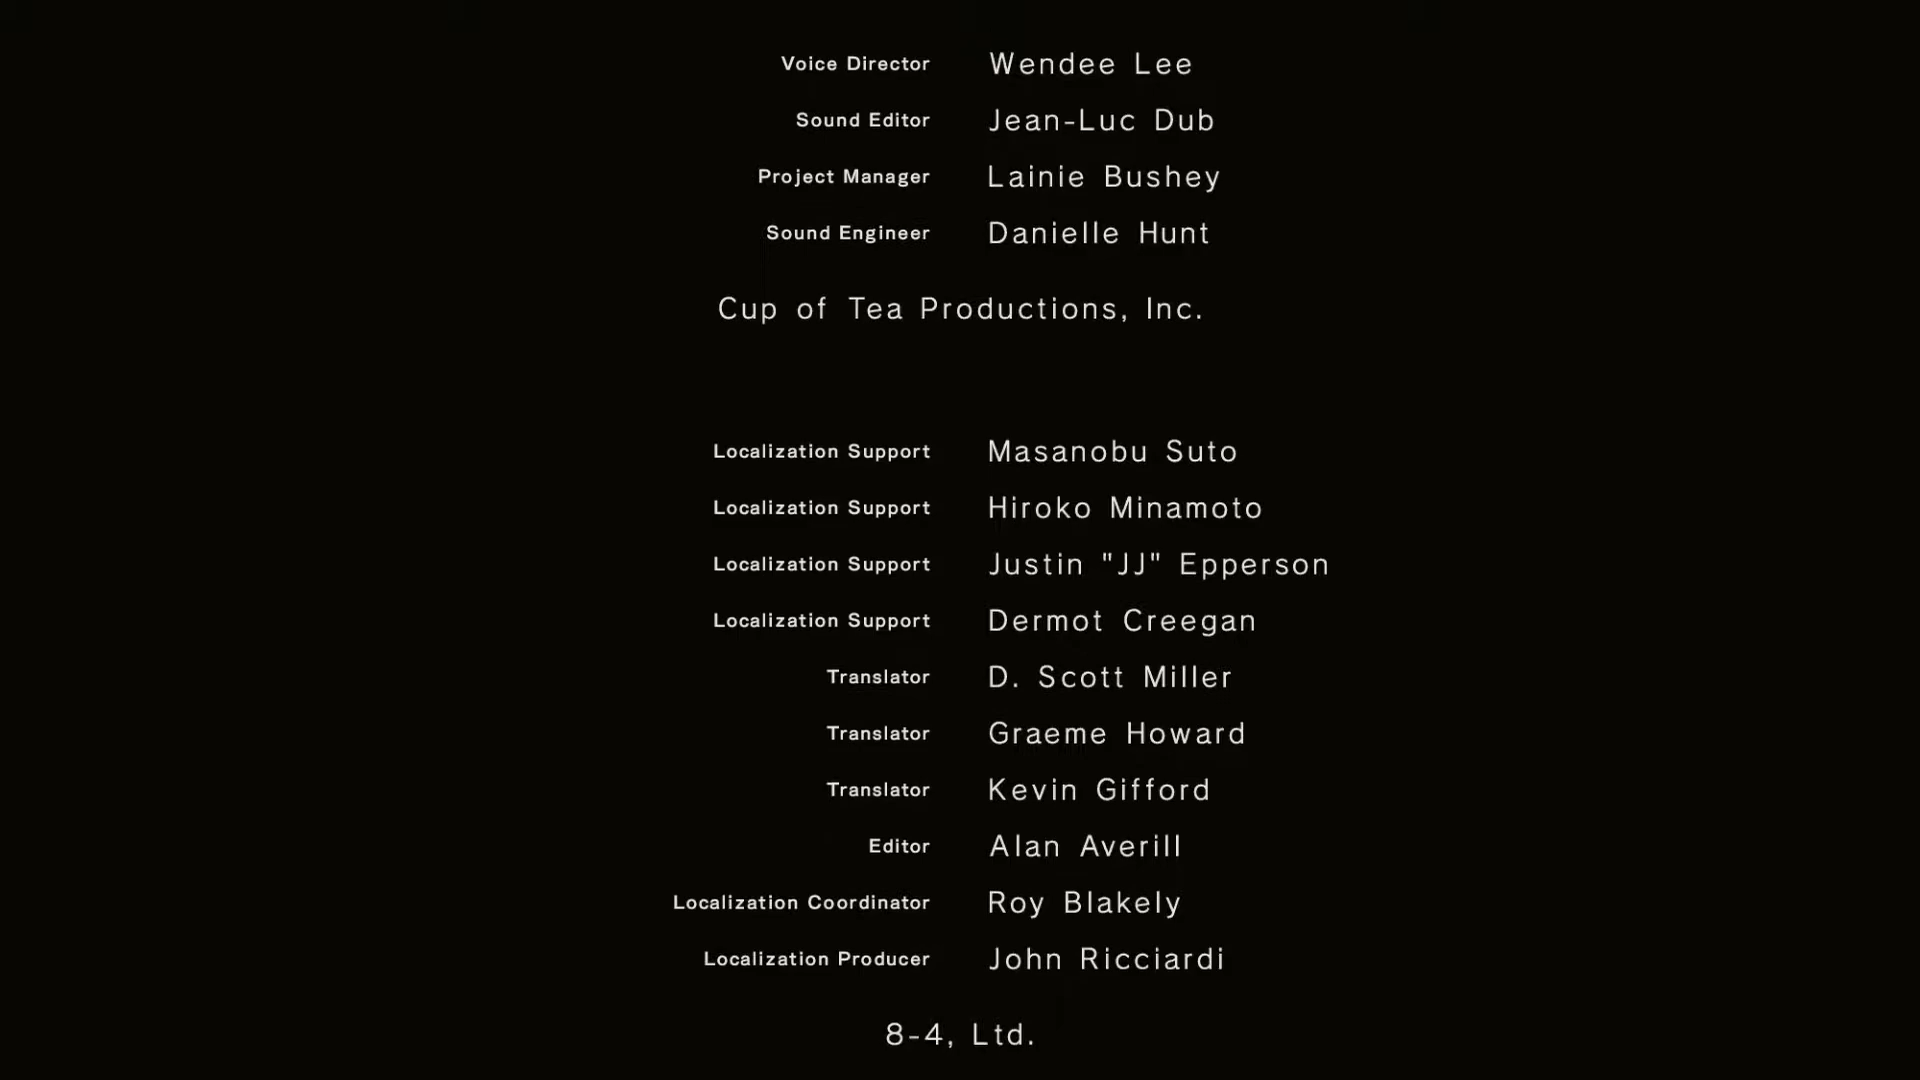 Voice Director Wendee Lee
Sound Editor Jean-Luc Dub
Project Manager Lainie Bushey
Sound Engineer Danielle Hunt
Cup of Tea Productions, Inc.
Localization Support Masanobu Suto
Localization Support Hiroko Minamoto
Localization Support Justin "JJ" Epperson
Localization Support Dermot Creegan
Translator D. Scott Miller
Translator Graeme Howard
Translator Kevin Gifford
Editor Alan Averill
Localization Coordinator Roy Blakely
Localization Producer John Ricciardi
8-4, Ltd.